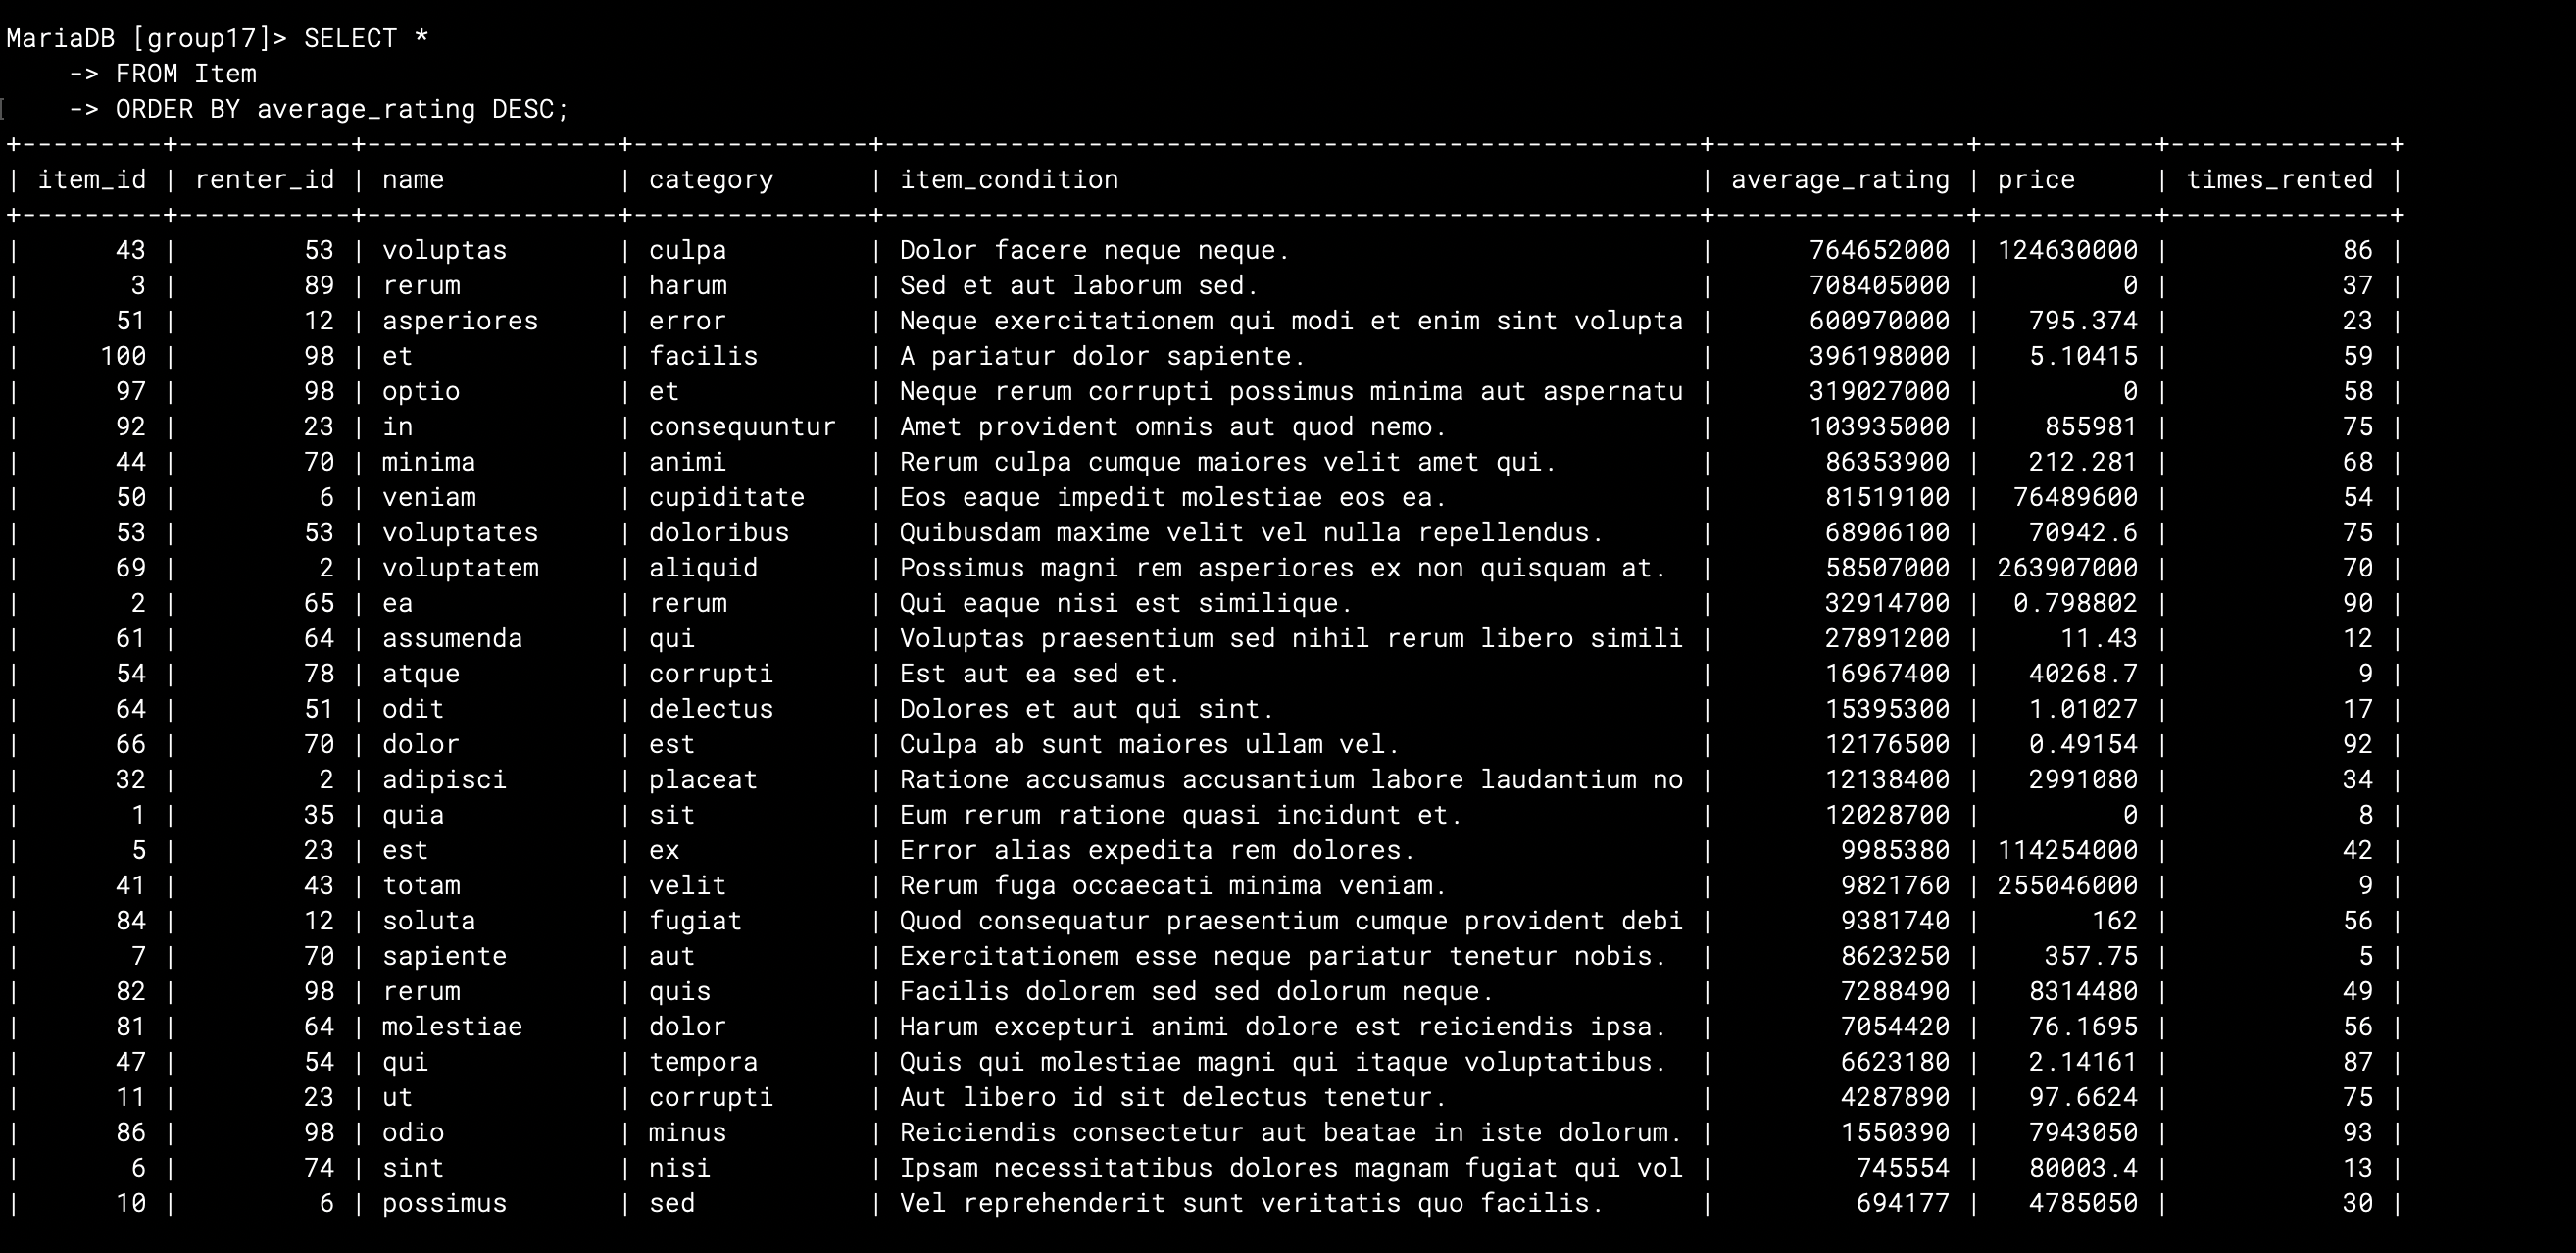 MariaDB [group17]> SELECT *
    -> FROM Item
    -> ORDER BY average_rating DESC;
+---------+-----------+----------------+---------------+----------------------------------------------------+----------------+-----------+--------------+
| item_id | renter_id | name           | category      | item_condition                                     | average_rating | price     | times_rented |
+---------+-----------+----------------+---------------+----------------------------------------------------+----------------+-----------+--------------+
|      43 |        53 | voluptas       | culpa         | Dolor facere neque neque.                          |      764652000 | 124630000 |           86 |
|       3 |        89 | rerum          | harum         | Sed et aut laborum sed.                            |      708405000 |         0 |           37 |
|      51 |        12 | asperiores     | error         | Neque exercitationem qui modi et enim sint volupta |      600970000 |   795.374 |           23 |
|     100 |        98 | et             | facilis       | A pariatur dolor sapiente.                         |      396198000 |   5.10415 |           59 |
|      97 |        98 | optio          | et            | Neque rerum corrupti possimus minima aut aspernatu |      319027000 |         0 |           58 |
|      92 |        23 | in             | consequuntur  | Amet provident omnis aut quod nemo.                |      103935000 |    855981 |           75 |
|      44 |        70 | minima         | animi         | Rerum culpa cumque maiores velit amet qui.         |       86353900 |   212.281 |           68 |
|      50 |         6 | veniam         | cupiditate    | Eos eaque impedit molestiae eos ea.                |       81519100 |  76489600 |           54 |
|      53 |        53 | voluptates     | doloribus     | Quibusdam maxime velit vel nulla repellendus.      |       68906100 |   70942.6 |           75 |
|      69 |         2 | voluptatem     | aliquid       | Possimus magni rem asperiores ex non quisquam at.  |       58507000 | 263907000 |           70 |
|       2 |        65 | ea             | rerum         | Qui eaque nisi est similique.                      |       32914700 |  0.798802 |           90 |
|      61 |        64 | assumenda      | qui           | Voluptas praesentium sed nihil rerum libero simili |       27891200 |     11.43 |           12 |
|      54 |        78 | atque          | corrupti      | Est aut ea sed et.                                 |       16967400 |   40268.7 |            9 |
|      64 |        51 | odit           | delectus      | Dolores et aut qui sint.                           |       15395300 |   1.01027 |           17 |
|      66 |        70 | dolor          | est           | Culpa ab sunt maiores ullam vel.                   |       12176500 |   0.49154 |           92 |
|      32 |         2 | adipisci       | placeat       | Ratione accusamus accusantium labore laudantium no |       12138400 |   2991080 |           34 |
|       1 |        35 | quia           | sit           | Eum rerum ratione quasi incidunt et.               |       12028700 |         0 |            8 |
|       5 |        23 | est            | ex            | Error alias expedita rem dolores.                  |        9985380 | 114254000 |           42 |
|      41 |        43 | totam          | velit         | Rerum fuga occaecati minima veniam.                |        9821760 | 255046000 |            9 |
|      84 |        12 | soluta         | fugiat        | Quod consequatur praesentium cumque provident debi |        9381740 |       162 |           56 |
|       7 |        70 | sapiente       | aut           | Exercitationem esse neque pariatur tenetur nobis.  |        8623250 |    357.75 |            5 |
|      82 |        98 | rerum          | quis          | Facilis dolorem sed sed dolorum neque.             |        7288490 |   8314480 |           49 |
|      81 |        64 | molestiae      | dolor         | Harum excepturi animi dolore est reiciendis ipsa.  |        7054420 |   76.1695 |           56 |
|      47 |        54 | qui            | tempora       | Quis qui molestiae magni qui itaque voluptatibus.  |        6623180 |   2.14161 |           87 |
|      11 |        23 | ut             | corrupti      | Aut libero id sit delectus tenetur.                |        4287890 |   97.6624 |           75 |
|      86 |        98 | odio           | minus         | Reiciendis consectetur aut beatae in iste dolorum. |        1550390 |   7943050 |           93 |
|       6 |        74 | sint           | nisi          | Ipsam necessitatibus dolores magnam fugiat qui vol |         745554 |   80003.4 |           13 |
|      10 |         6 | possimus       | sed           | Vel reprehenderit sunt veritatis quo facilis.      |         694177 |   4785050 |           30 |